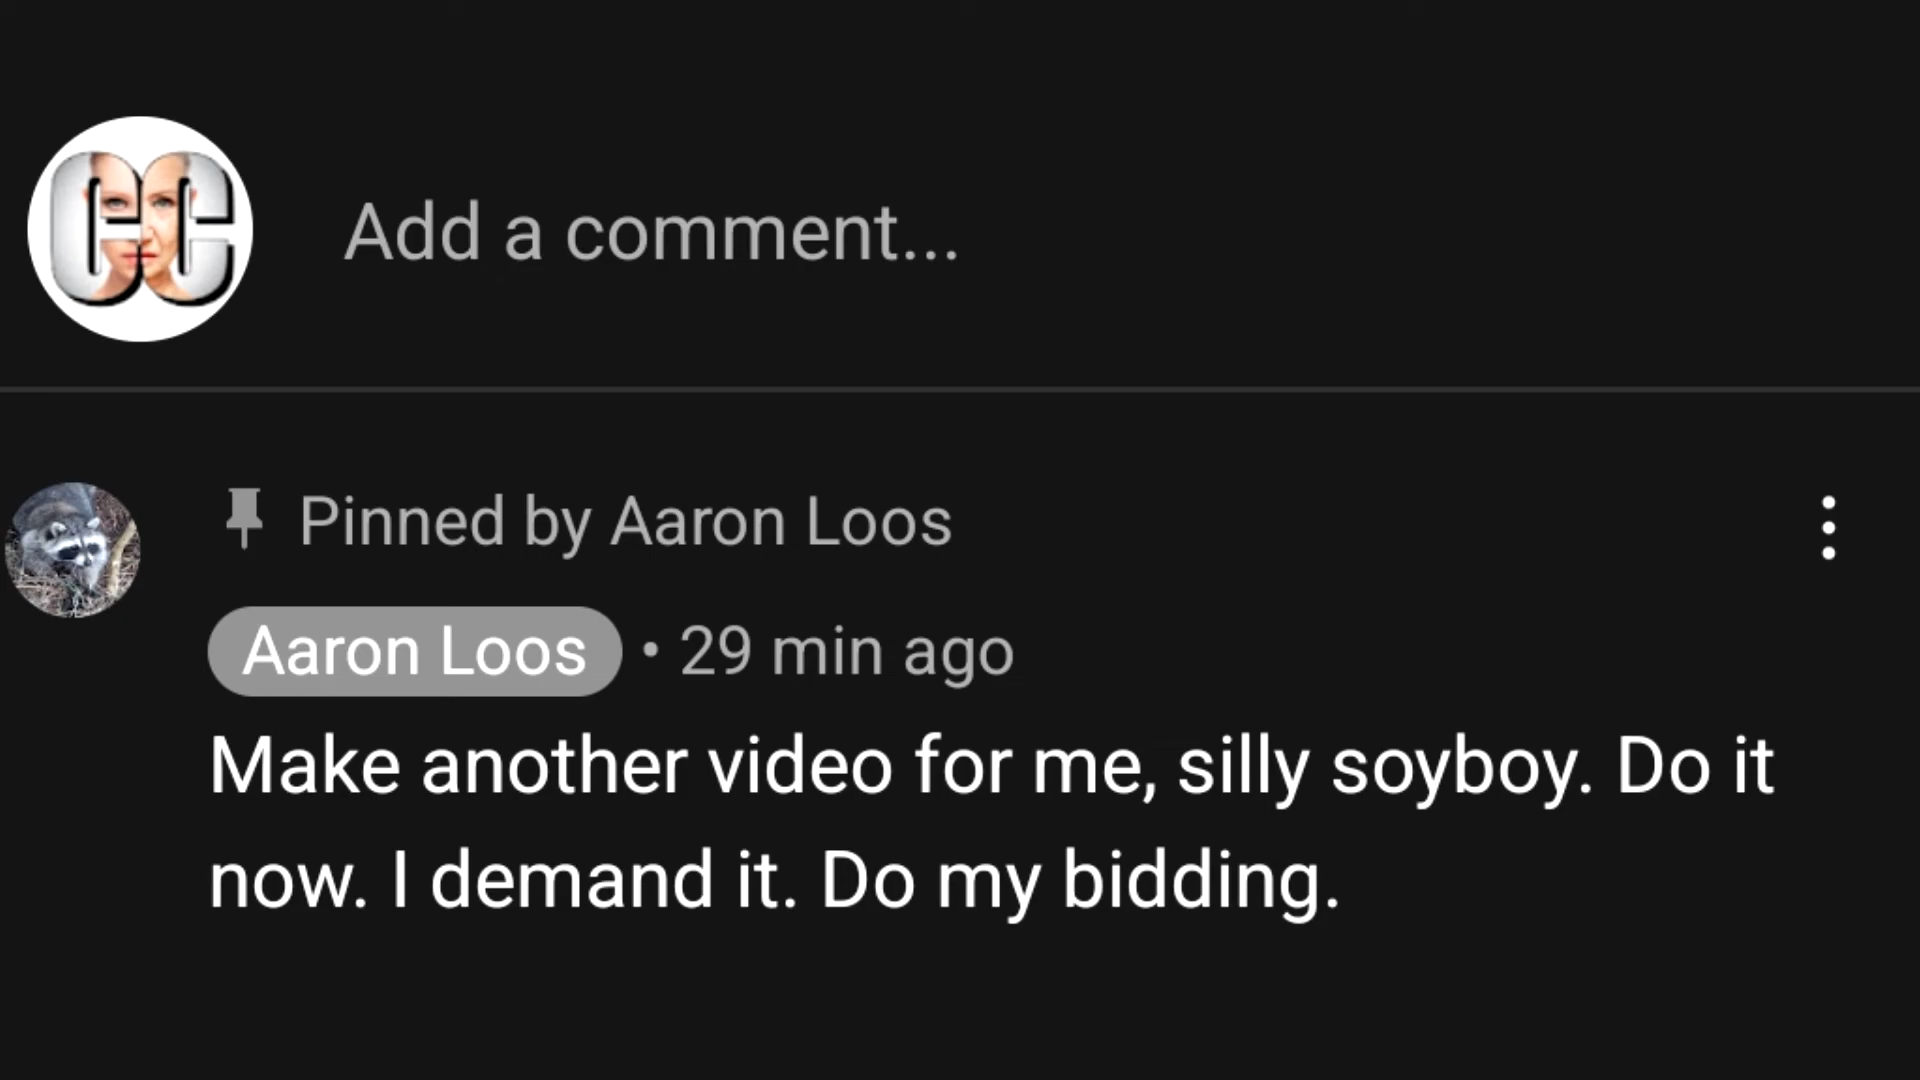 CC
Add a comment...
Pinned by Aaron Loos
Aaron Loos • 29 min ago
Make another video for me, silly soyboy. Do it
now. I demand it. Do my bidding.